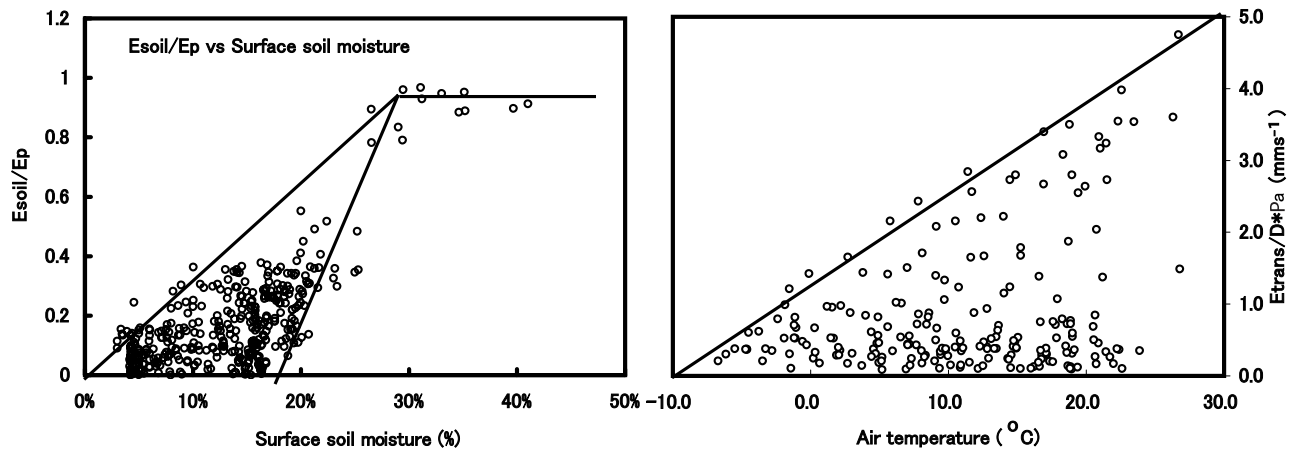 Esoil/Ep vs Surface soil moisture
Esoil/Ep
1.2
1
0.8
0.6
0.4
0.2
0
0% 10% 20% 30% 40% 50%
Surface soil moisture (%)
5.0
4.0
3.0
2.0
1.0
0.0
Etrans/D*Pa (mms⁻¹)
-10.0 0.0 10.0 20.0 30.0
Air temperature ( °C)